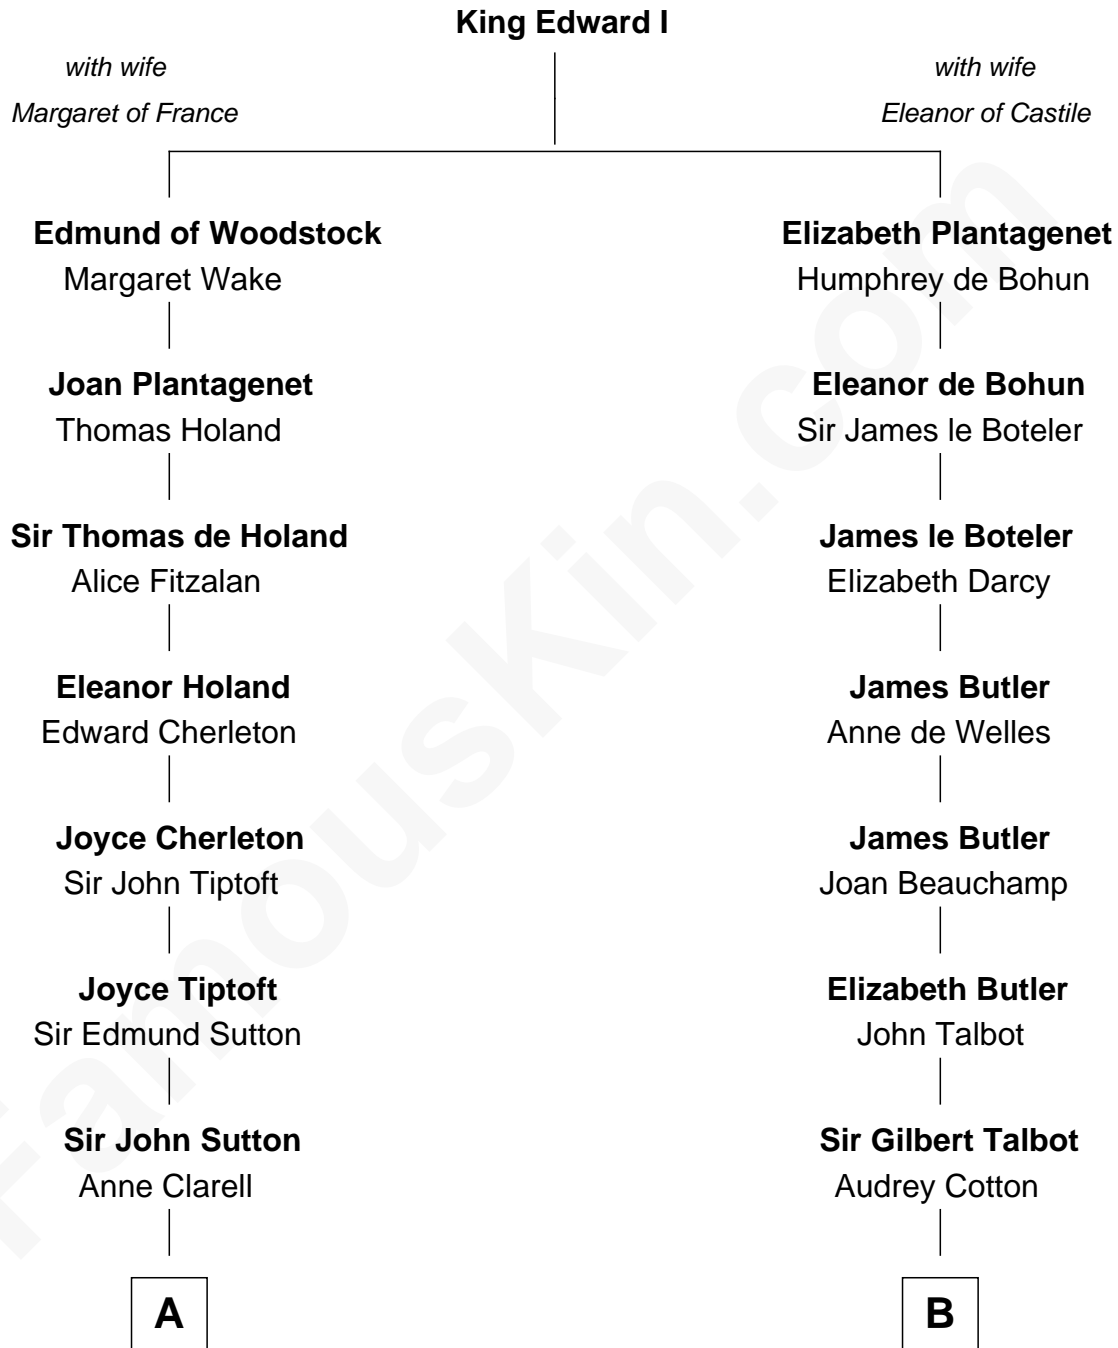 King Edward I
with wife
Margaret of France
with wife
Eleanor of Castile
Edmund of Woodstock
Margaret Wake
Elizabeth Plantagenet
Humphrey de Bohun
Joan Plantagenet
Thomas Holand
Eleanor de Bohun
Sir James le Boteler
Sir Thomas de Holand
Alice Fitzalan
James le Boteler
Elizabeth Darcy
Eleanor Holand
Edward Cherleton
James Butler
Anne de Welles
Joyce Cherleton
Sir John Tiptoft
James Butler
Joan Beauchamp
Joyce Tiptoft
Sir Edmund Sutton
Elizabeth Butler
John Talbot
Sir John Sutton
Anne Clarell
Sir Gilbert Talbot
Audrey Cotton
A
B
FamousKin.com